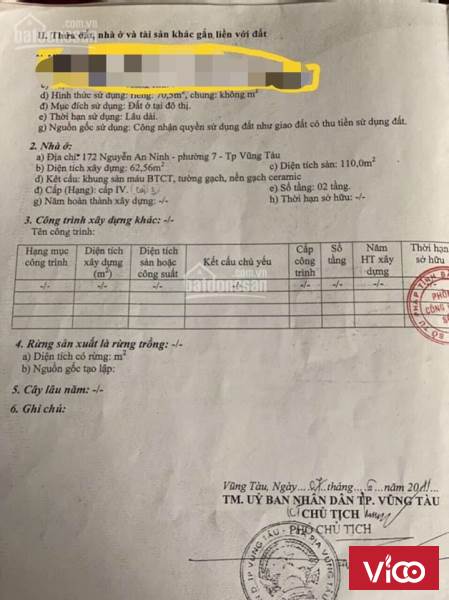 II. Thửa đất, nhà ở và tài sản khác gắn liền với đất
d) Hình thức sử dụng: riêng: 70,5m², chung: không m²
đ) Mục đích sử dụng: Đất ở tại đô thị.
e) Thời hạn sử dụng: Lâu dài.
g) Nguồn gốc sử dụng: Công nhận quyền sử dụng đất như giao đất có thu tiền sử dụng đất.
2. Nhà ở:
a) Địa chỉ: 172 Nguyễn An Ninh - phường 7 - Tp Vũng Tàu
b) Diện tích xây dựng: 62,56m² c) Diện tích sàn: 110,0m²
d) Kết cấu: khung sàn máu BTCT, tường gạch, nền gạch ceramic
đ) Cấp (Hạng): cấp IV. e) Số tầng: 02 tầng.
g) Năm hoàn thành xây dựng: -/- h) Thời hạn sở hữu: -/-
3. Công trình xây dựng khác: -/-
Tên công trình:
Hạng mục công trình Diện tích xây dựng (m²) Diện tích sàn hoặc công suất Kết cấu chủ yếu Cấp công trình Số tầng Năm HT xây dựng Thời hạn sở hữu
-/- -/- -/- -/- -/- -/- -/- -/-
batdongsan
.com.vn
4. Rừng sản xuất là rừng trồng: -/-
a) Diện tích có rừng: m²
b) Nguồn gốc tạo lập:
5. Cây lâu năm: -/-
6. Ghi chú:
Vũng Tàu, Ngày... 07 tháng... 6 năm 2011...
TM. UỶ BAN NHÂN DÂN TP. VŨNG TÀU
CHỦ TỊCH
PHÓ CHỦ TỊCH
VICO